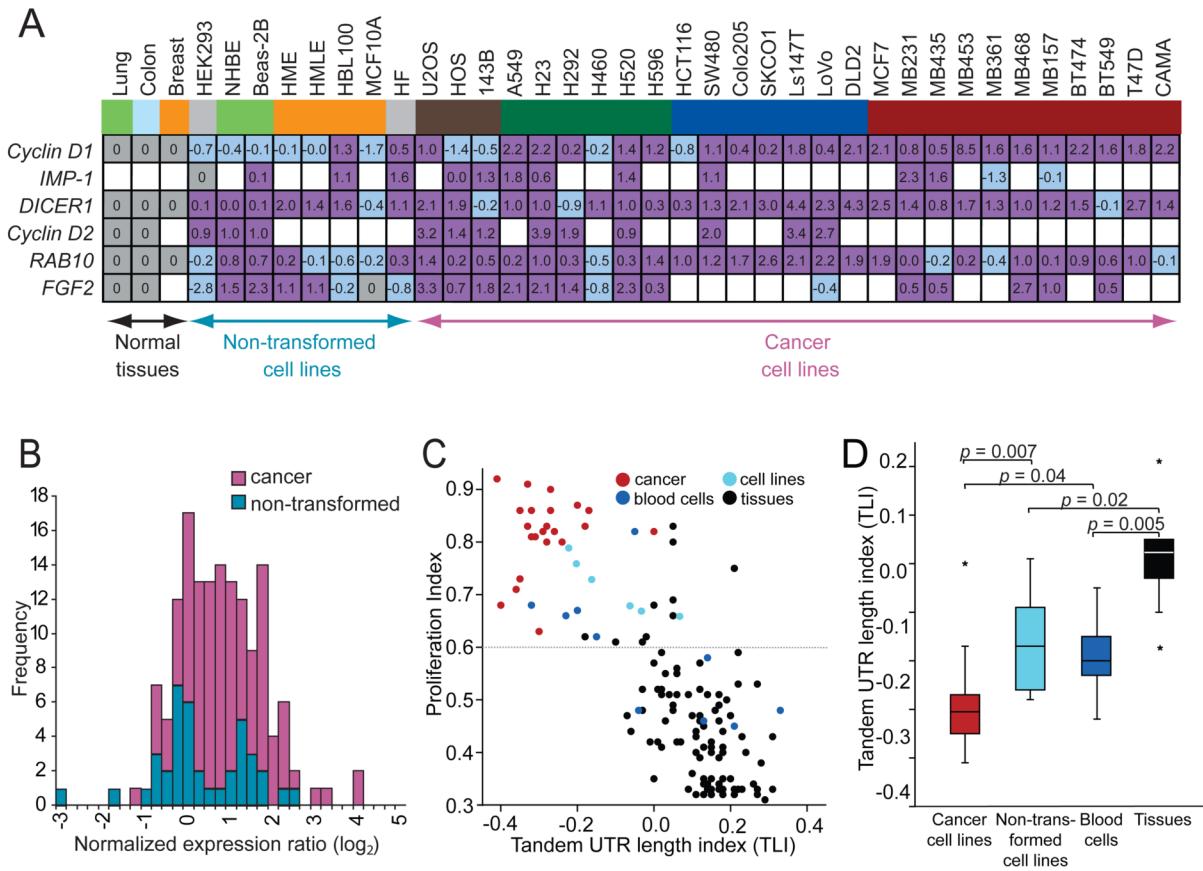 A
Lung Colon Breast HEK293 NHBE Beas-2B HME HMLE HBL100 MCF10A HF U2OS HOS 143B A549 H23 H292 H460 H520 H596 HCT116 SW480 Colo205 SKCO1 Ls147T LoVo DLD2 MCF7 MB231 MB435 MB453 MB361 MB468 MB157 BT474 BT549 T47D CAMA
Cyclin D1 0 0 0 -0.7 -0.4 -0.1 -0.1 -0.0 1.3 -1.7 0.5 1.0 -1.4 -0.5 2.2 2.2 0.2 -0.2 1.4 1.2 -0.8 1.1 0.4 0.2 1.8 0.4 2.1 2.1 0.8 0.5 8.5 1.6 1.6 1.1 2.2 1.6 1.8 2.2
IMP-1 0 0.1 1.1 1.6 0.0 1.3 1.8 0.6 1.4 1.1 2.3 1.6 -1.3 -0.1
DICER1 0 0 0 0.1 0.0 0.1 2.0 1.4 1.6 -0.4 1.1 2.1 1.9 -0.2 1.0 1.0 -0.9 1.1 1.0 0.3 0.3 1.3 2.1 3.0 4.4 2.3 4.3 2.5 1.4 0.8 1.7 1.3 1.0 1.2 1.5 -0.1 2.7 1.4
Cyclin D2 0 0 0.9 1.0 1.0 3.2 1.4 1.2 3.9 1.9 0.9 2.0 3.4 2.7
RAB10 0 0 0 -0.2 0.8 0.7 0.2 -0.1 -0.6 -0.2 0.3 1.4 0.2 0.5 0.2 1.0 0.3 -0.5 0.4 0.3 1.0 1.2 1.7 2.6 2.1 2.2 1.9 1.9 0.0 -0.2 0.3 -0.4 1.1 0.2 0.9 0.6 1.0 -0.1
FGF2 0 0 -2.8 1.5 2.3 1.1 1.1 -0.2 0 -0.8 3.3 0.7 1.8 2.1 2.1 1.4 -0.8 2.3 0.3 -0.4 0.5 0.5 2.7 1.0 0.5
Normal
tissues
Non-transformed
cell lines
Cancer
cell lines
B
cancer
non-transformed
Frequency
18
16
14
12
10
8
6
4
2
0
-3 -2 -1 0 1 2 3 4 5
Normalized expression ratio (log2)
C
cancer
cell lines
blood cells
tissues
Proliferation Index
0.9
0.8
0.7
0.6
0.5
0.4
0.3
-0.4 -0.2 0.0 0.2 0.4
Tandem UTR length index (TLI)
D
p = 0.007
p = 0.04
p = 0.02
p = 0.005
Tandem UTR length index (TLI)
0.2
0.1
0.0
-0.1
-0.2
-0.3
-0.4
Cancer
cell lines
Non-trans-
formed
cell lines
Blood
cells
Tissues